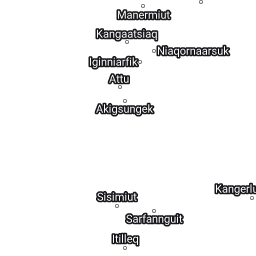 Manermiut
Kangaatsiaq
Niaqornaarsuk
Iginniarfik
Attu
Akigsungek
Kangerlu
Sisimiut
Sarfannguit
Itilleq